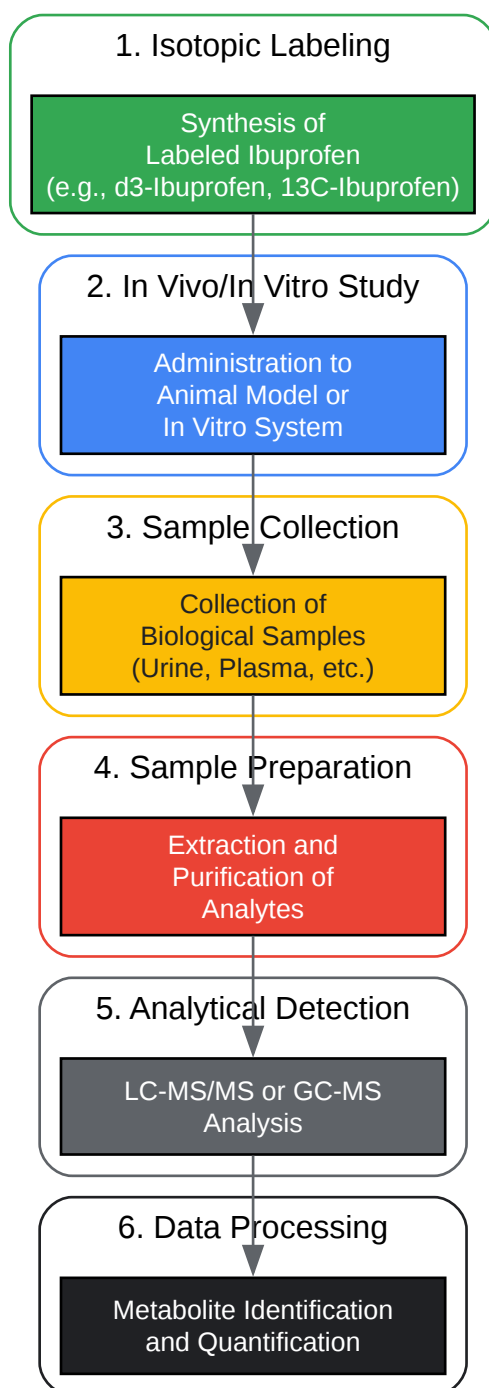 1. Isotopic Labeling
Synthesis of
Labeled Ibuprofen
(e.g., d3-Ibuprofen, 13C-Ibuprofen)
2. In Vivo/In Vitro Study
Administration to
Animal Model or
In Vitro System
3. Sample Collection
Collection of
Biological Samples
(Urine, Plasma, etc.)
4. Sample Preparation
Extraction and
Purification of
Analytes
5. Analytical Detection
LC-MS/MS or GC-MS
Analysis
6. Data Processing
Metabolite Identification
and Quantification